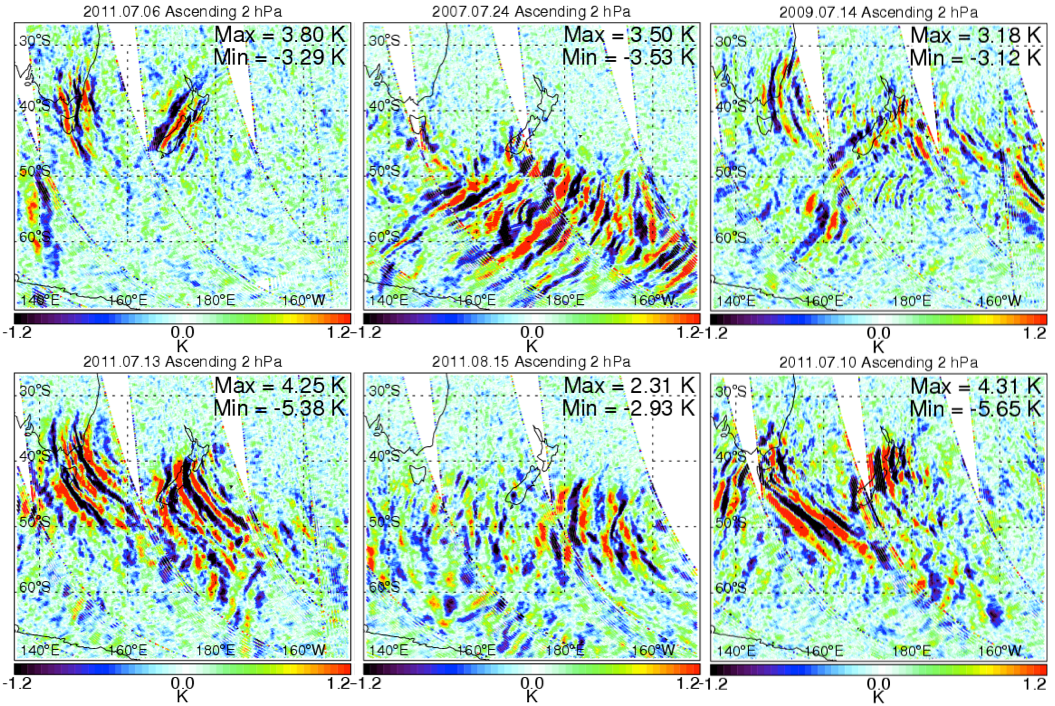 2011.07.06 Ascending 2 hPa
Max = 3.80 K
Min = -3.29 K
30°S
40°S
50°S
60°S
140°E 160°E 180°E 160°W
-1.2 0.0 1.2
K
2007.07.24 Ascending 2 hPa
Max = 3.50 K
Min = -3.53 K
30°S
40°S
50°S
60°S
140°E 160°E 180°E 160°W
-1.2 0.0 1.2
K
2009.07.14 Ascending 2 hPa
Max = 3.18 K
Min = -3.12 K
30°S
40°S
50°S
60°S
140°E 160°E 180°E 160°W
-1.2 0.0 1.2
K
2011.07.13 Ascending 2 hPa
Max = 4.25 K
Min = -5.38 K
30°S
40°S
50°S
60°S
140°E 160°E 180°E 160°W
-1.2 0.0 1.2
K
2011.08.15 Ascending 2 hPa
Max = 2.31 K
Min = -2.93 K
30°S
40°S
50°S
60°S
140°E 160°E 180°E 160°W
-1.2 0.0 1.2
K
2011.07.10 Ascending 2 hPa
Max = 4.31 K
Min = -5.65 K
30°S
40°S
50°S
60°S
140°E 160°E 180°E 160°W
-1.2 0.0 1.2
K